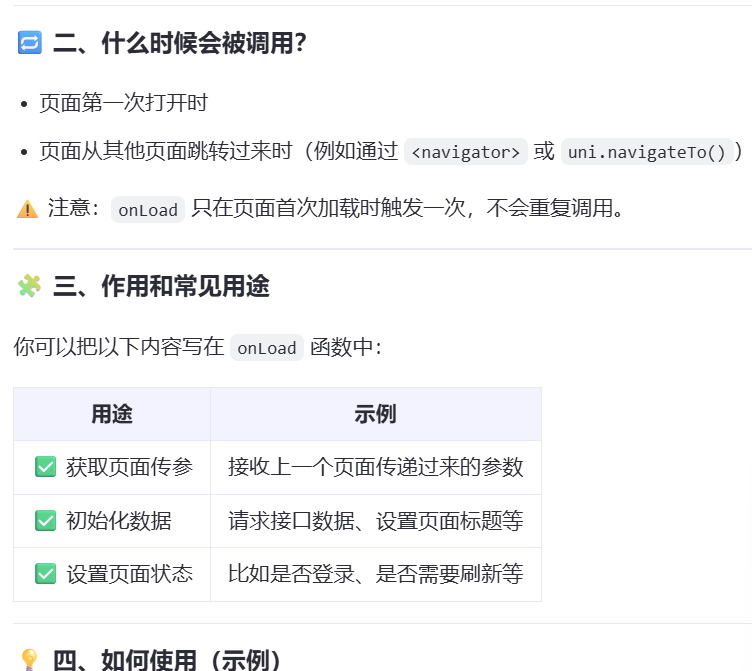 二、什么时候会被调用？
• 页面第一次打开时
• 页面从其他页面跳转过来时（例如通过 <navigator> 或 uni.navigateTo() ）
注意： onLoad 只在页面首次加载时触发一次，不会重复调用。
三、作用和常见用途
你可以把以下内容写在 onLoad 函数中：
用途 示例
获取页面传参 接收上一个页面传递过来的参数
初始化数据 请求接口数据、设置页面标题等
设置页面状态 比如是否登录、是否需要刷新等
四、如何使用（示例）